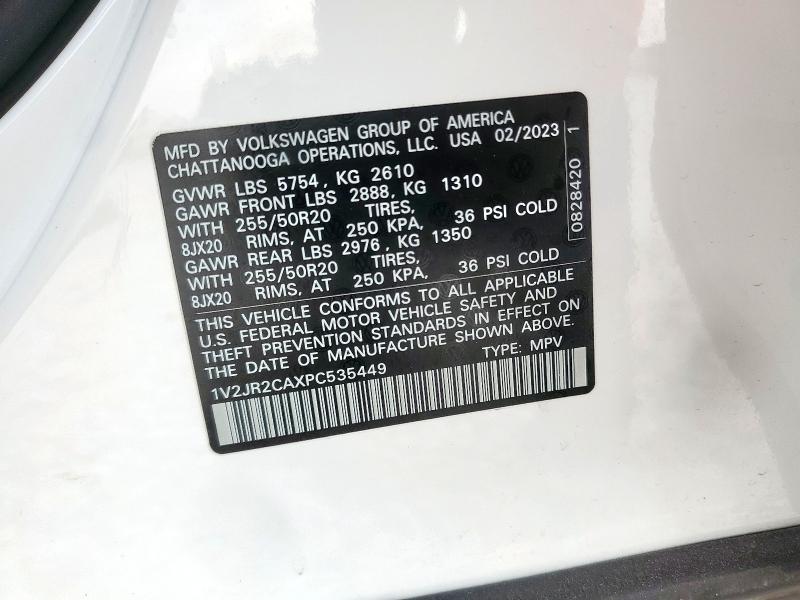 MFD BY VOLKSWAGEN GROUP OF AMERICA
CHATTANOOGA OPERATIONS, LLC. USA 02/2023
GVWR LBS 5754, KG 2610
GAWR FRONT LBS 2888, KG 1310
WITH 255/50R20 TIRES,
8JX20 RIMS, AT 250 KPA, 36 PSI COLD
GAWR REAR LBS 2976, KG 1350
WITH 255/50R20 TIRES,
8JX20 RIMS, AT 250 KPA, 36 PSI COLD
THIS VEHICLE CONFORMS TO ALL APPLICABLE
U.S. FEDERAL MOTOR VEHICLE SAFETY AND
THEFT PREVENTION STANDARDS IN EFFECT ON
THE DATE OF MANUFACTURE SHOWN ABOVE.
1V2JR2CAXPC535449 TYPE: MPV
0828420 1